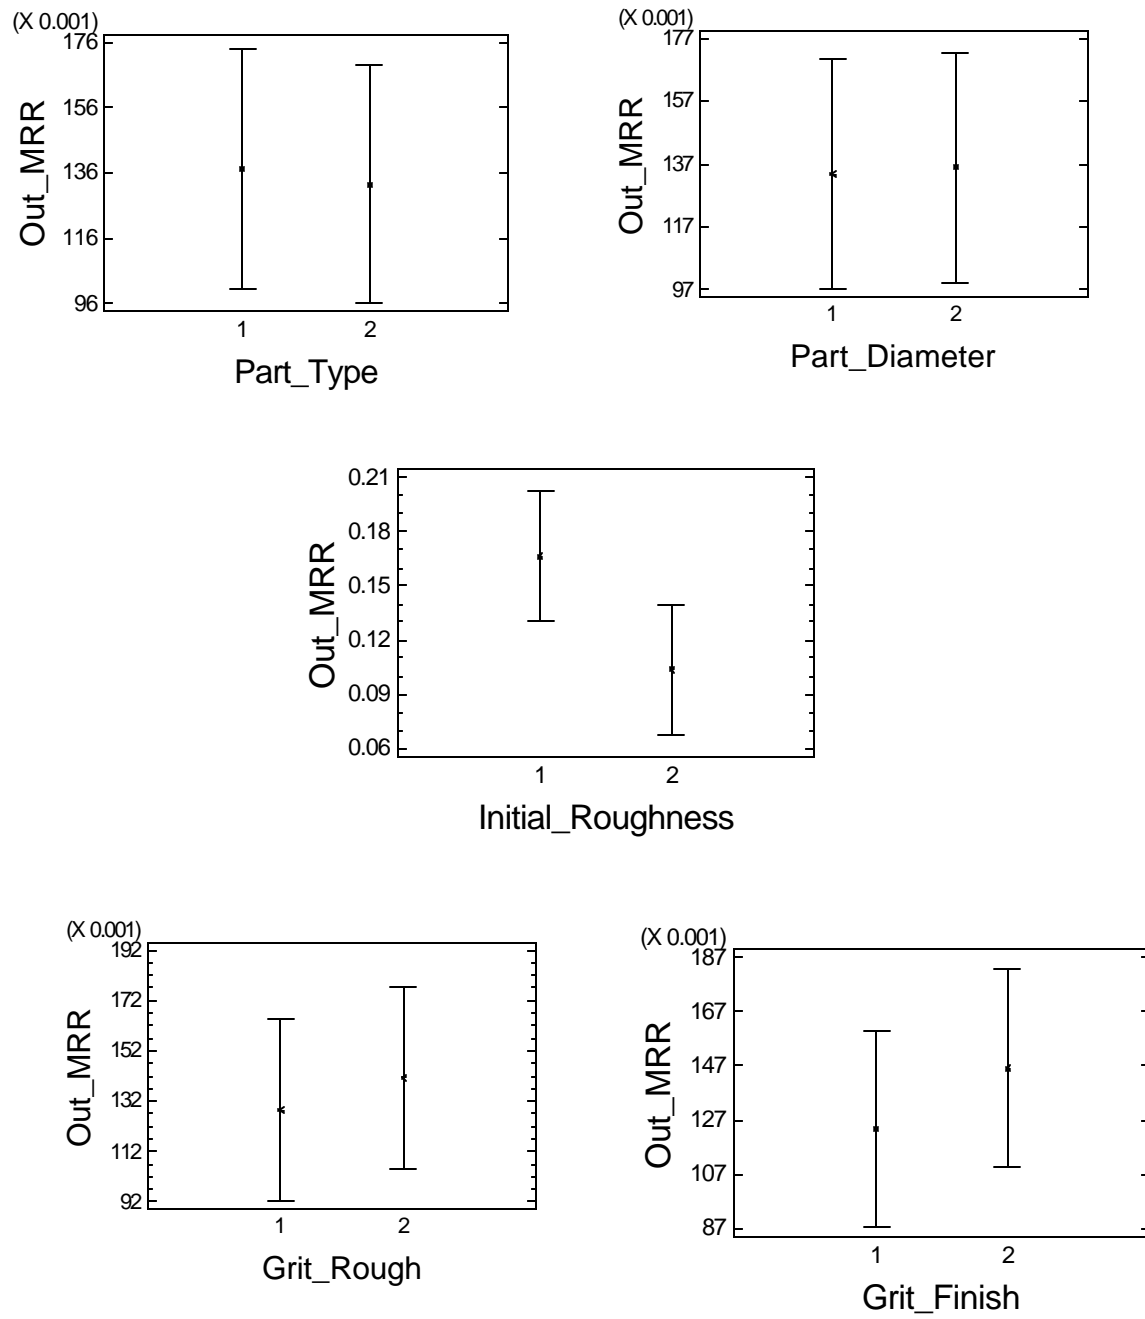 (X 0.001)
176
156
136
116
96
Out_MRR
1 2
Part_Type
(X 0.001)
177
157
137
117
97
Out_MRR
1 2
Part_Diameter
0.21
0.18
0.15
0.12
0.09
0.06
Out_MRR
1 2
Initial_Roughness
(X 0.001)
192
172
152
132
112
92
Out_MRR
1 2
Grit_Rough
(X 0.001)
187
167
147
127
107
87
Out_MRR
1 2
Grit_Finish